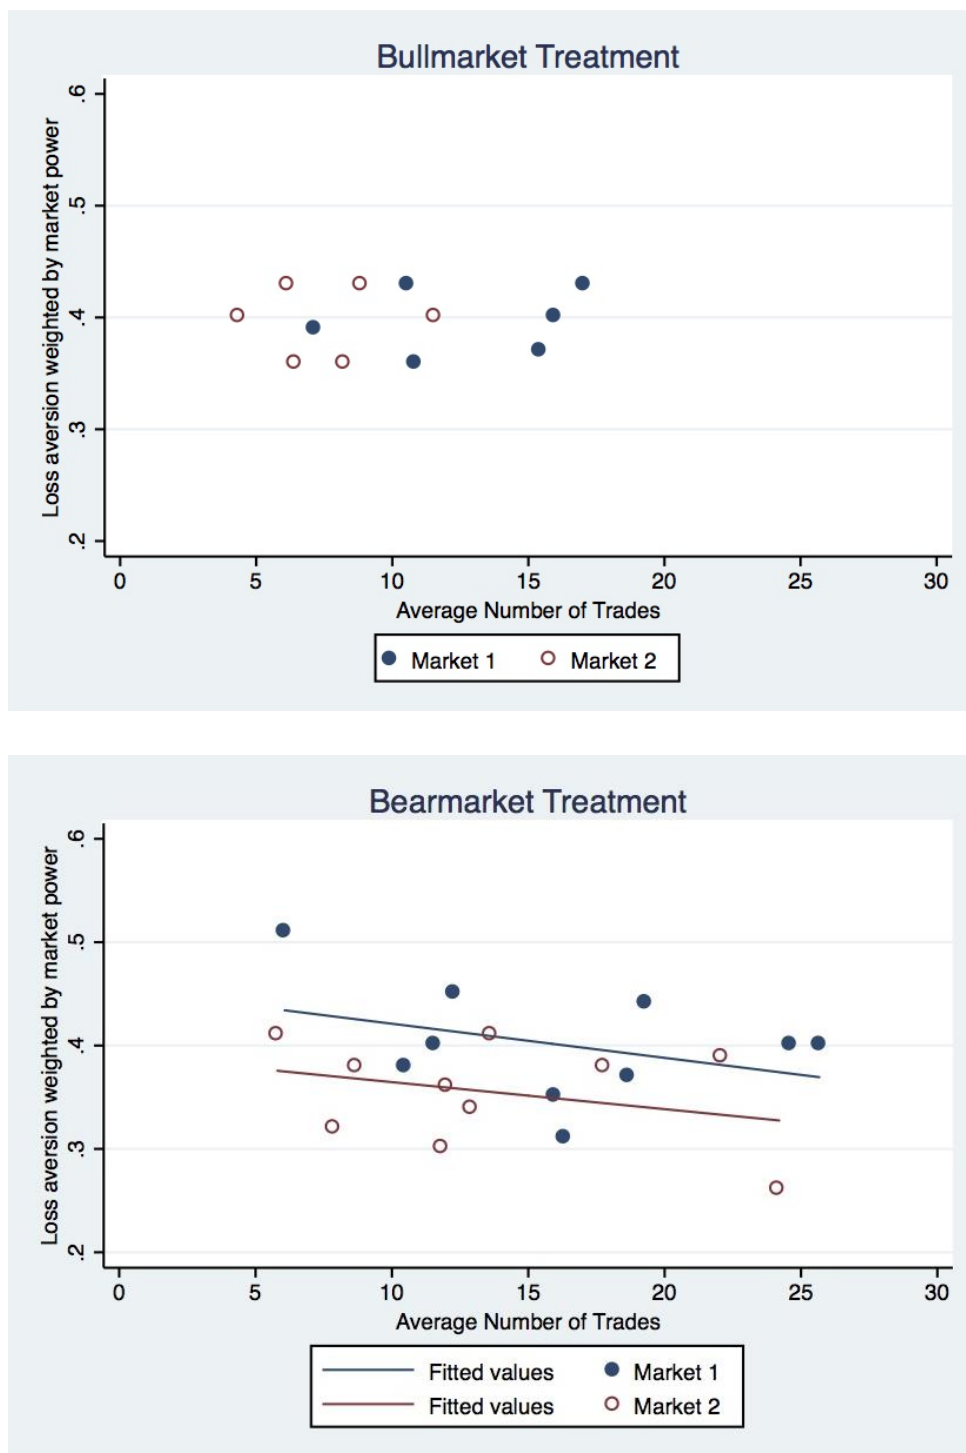 Bullmarket Treatment
Loss aversion weighted by market power
.6
.5
.4
.3
.2
0 5 10 15 20 25 30
Average Number of Trades
Market 1 Market 2
Bearmarket Treatment
Loss aversion weighted by market power
.6
.5
.4
.3
.2
0 5 10 15 20 25 30
Average Number of Trades
Fitted values Market 1
Fitted values Market 2